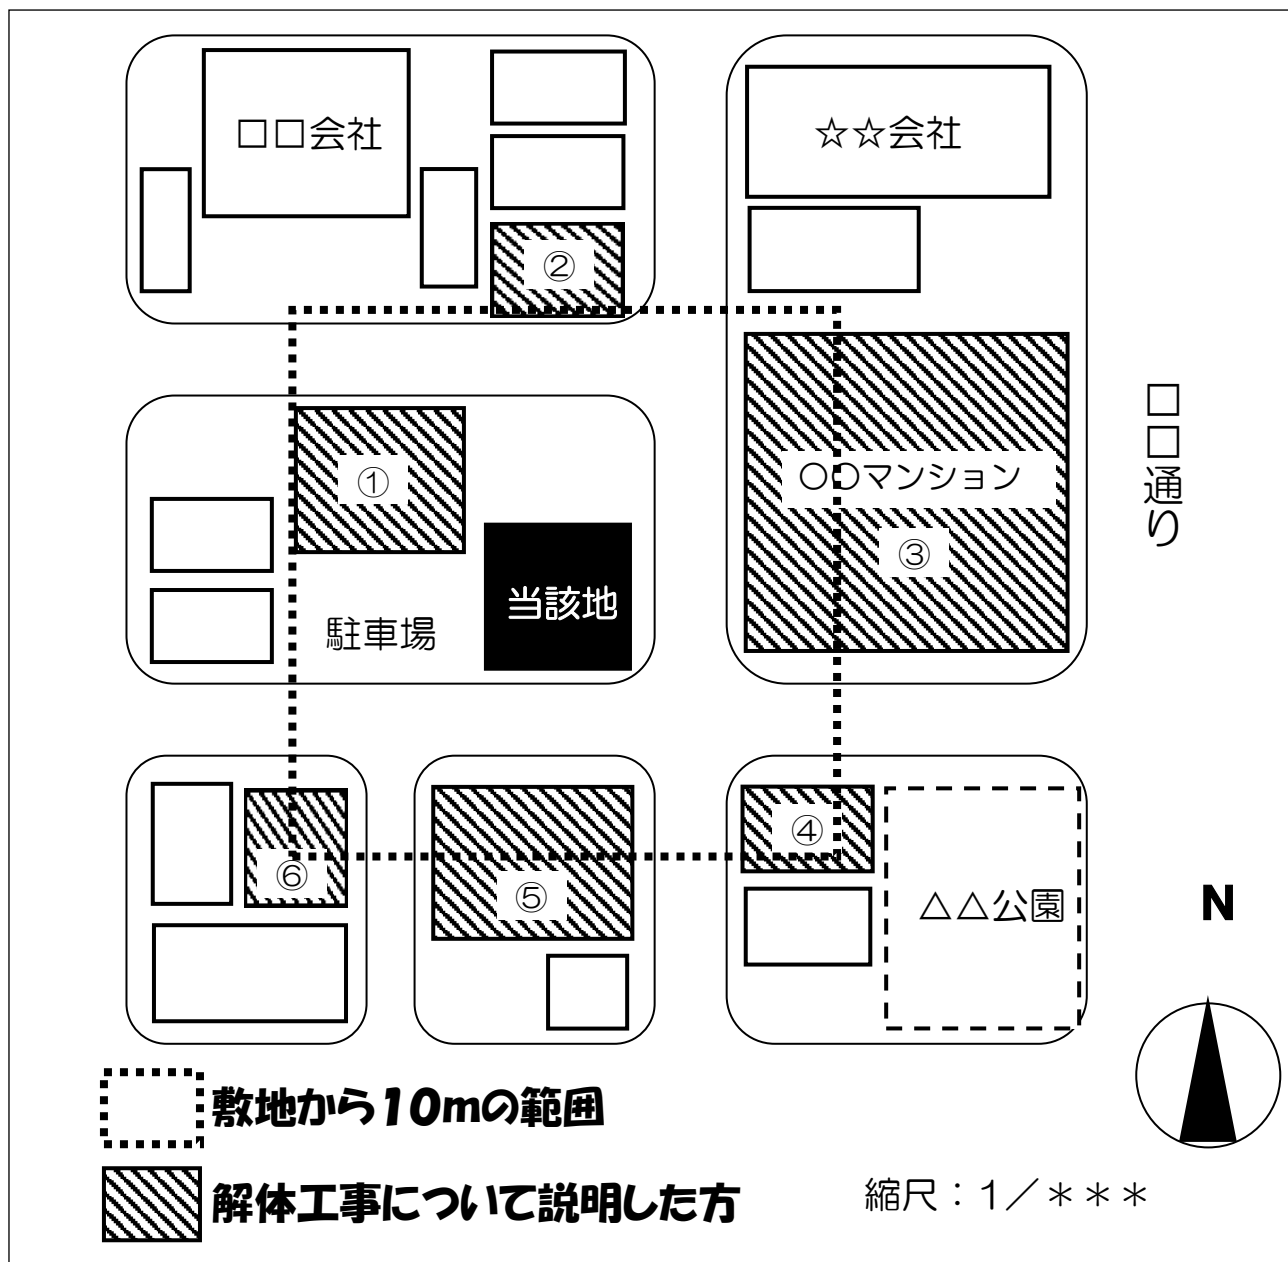 □□会社
☆☆会社
②
①
〇〇マンション
③
□□通り
当該地
駐車場
④
⑥
⑤
△△公園
N
敷地から10mの範囲
解体工事について説明した方
縮尺：1／＊＊＊